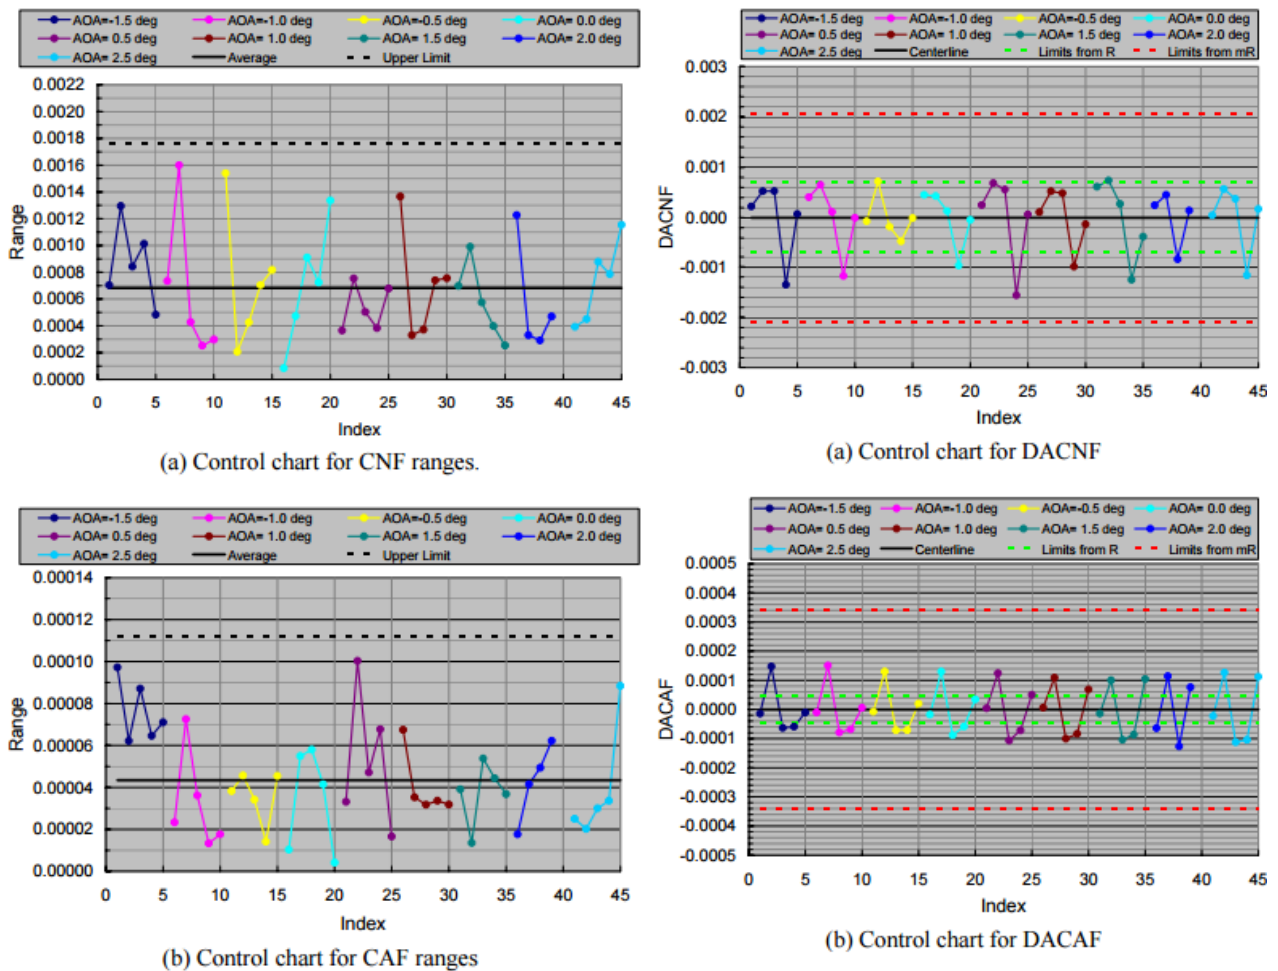 AOA=-1.5 deg AOA=-1.0 deg AOA=-0.5 deg AOA= 0.0 deg
AOA= 0.5 deg AOA= 1.0 deg AOA= 1.5 deg AOA= 2.0 deg
AOA= 2.5 deg Average Upper Limit
Range
0.0022
0.0020
0.0018
0.0016
0.0014
0.0012
0.0010
0.0008
0.0006
0.0004
0.0002
0.0000
0 5 10 15 20 25 30 35 40 45
Index
(a) Control chart for CNF ranges.
AOA=-1.5 deg AOA=-1.0 deg AOA=-0.5 deg AOA= 0.0 deg
AOA= 0.5 deg AOA= 1.0 deg AOA= 1.5 deg AOA= 2.0 deg
AOA= 2.5 deg Centerline Limits from R Limits from mR
DACNF
0.003
0.002
0.001
0.000
-0.001
-0.002
-0.003
0 5 10 15 20 25 30 35 40 45
Index
(a) Control chart for DACNF
AOA=-1.5 deg AOA=-1.0 deg AOA=-0.5 deg AOA= 0.0 deg
AOA= 0.5 deg AOA= 1.0 deg AOA= 1.5 deg AOA= 2.0 deg
AOA= 2.5 deg Average Upper Limit
Range
0.00014
0.00012
0.00010
0.00008
0.00006
0.00004
0.00002
0.00000
0 5 10 15 20 25 30 35 40 45
Index
(b) Control chart for CAF ranges
AOA=-1.5 deg AOA=-1.0 deg AOA=-0.5 deg AOA= 0.0 deg
AOA= 0.5 deg AOA= 1.0 deg AOA= 1.5 deg AOA= 2.0 deg
AOA= 2.5 deg Centerline Limits from R Limits from mR
DACAF
0.0005
0.0004
0.0003
0.0002
0.0001
0.0000
-0.0001
-0.0002
-0.0003
-0.0004
-0.0005
0 5 10 15 20 25 30 35 40 45
Index
(b) Control chart for DACAF